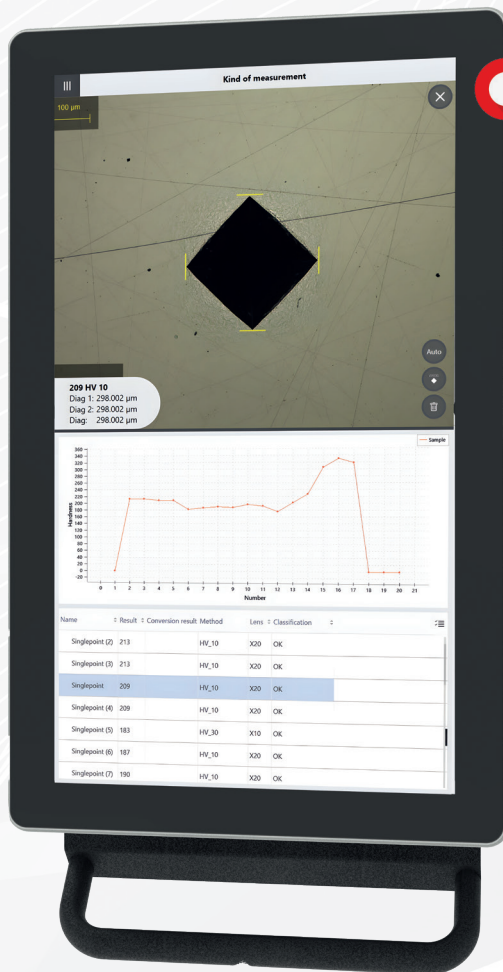 Kind of measurement
100 µm
Auto
209 HV 10
Diag 1: 298.002 µm
Diag 2: 298.002 µm
Diag: 298.002 µm
Sample
360
340
320
300
280
260
240
220
200
180
160
140
120
100
80
60
40
20
0
-20
Hardness
0 1 2 3 4 5 6 7 8 9 10 11 12 13 14 15 16 17 18 19 20 21
Number
Name Result Conversion result Method Lens Classification
Singlepoint (2) 213 HV_10 X20 OK
Singlepoint (3) 213 HV_10 X20 OK
Singlepoint 209 HV_10 X20 OK
Singlepoint (4) 209 HV_10 X20 OK
Singlepoint (5) 183 HV_30 X10 OK
Singlepoint (6) 187 HV_10 X20 OK
Singlepoint (7) 190 HV_10 X20 OK